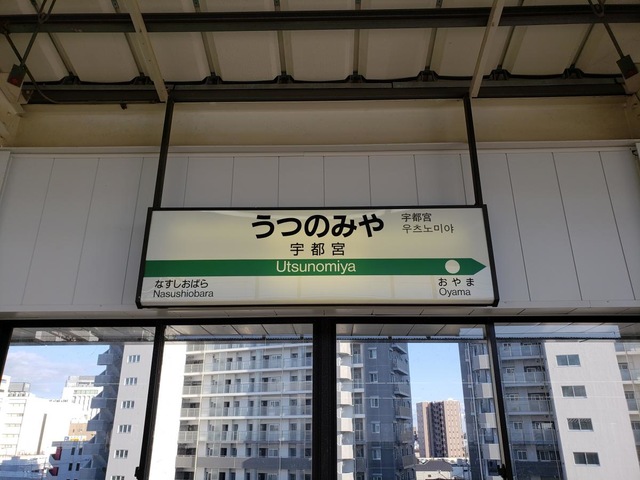 うつのみや
宇都宮
宇都宮
우츠노미야
Utsunomiya
なすしおばら
Nasushiobara
おやま
Oyama